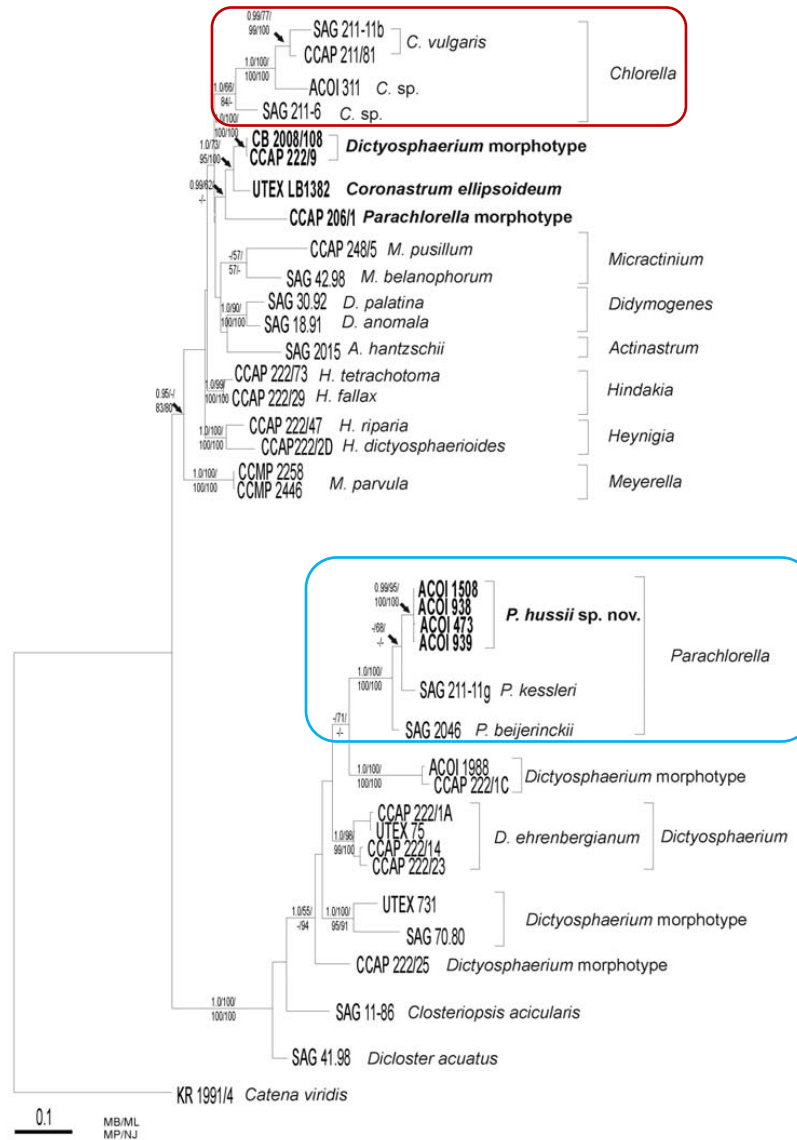 0.99/77/
99/100
SAG 211-11b
CCAP 211/81
C. vulgaris
1.0/100/
100/100
ACOI 311 C. sp.
Chlorella
1.0/66/
84/-
SAG 211-6 C. sp.
1.0/100/
100/100
CB 2008/108
CCAP 222/9
Dictyosphaerium morphotype
1.0/73/
95/100
UTEX LB1382 Coronastrum ellipsoideum
0.99/62/
-/-
CCAP 206/1 Parachlorella morphotype
CCAP 248/5 M. pusillum
-/57/
57/-
SAG 42.98 M. belanophorum
Micractinium
SAG 30.92 D. palatina
1.0/90/
100/100
SAG 18.91 D. anomala
Didymogenes
SAG 2015 A. hantzschii Actinastrum
CCAP 222/73 H. tetrachotoma
1.0/99/
100/100
CCAP 222/29 H. fallax
Hindakia
0.95/-/
83/80
CCAP 222/47 H. riparia
1.0/100/
100/100
CCAP222/2D H. dictyosphaerioides
Heynigia
1.0/100/
100/100
CCMP 2258
CCMP 2446
M. parvula
Meyerella
0.99/95/
100/100
ACOI 1508
ACOI 938
ACOI 473
ACOI 939
P. hussii sp. nov.
-/68/
-/-
Parachlorella
1.0/100/
100/100
SAG 211-11g P. kessleri
SAG 2046 P. beijerinckii
-/71/
-/-
1.0/100/
100/100
ACOI 1988
CCAP 222/1C
Dictyosphaerium morphotype
CCAP 222/1A
UTEX 75
CCAP 222/14
CCAP 222/23
1.0/98/
99/100
D. ehrenbergianum
Dictyosphaerium
1.0/55/
-/94
1.0/100/
95/91
UTEX 731
SAG 70.80
Dictyosphaerium morphotype
CCAP 222/25 Dictyosphaerium morphotype
1.0/100/
100/100
SAG 11-86 Closteriopsis acicularis
SAG 41.98 Dicloster acuatus
KR 1991/4 Catena viridis
0.1
MB/ML
MP/NJ